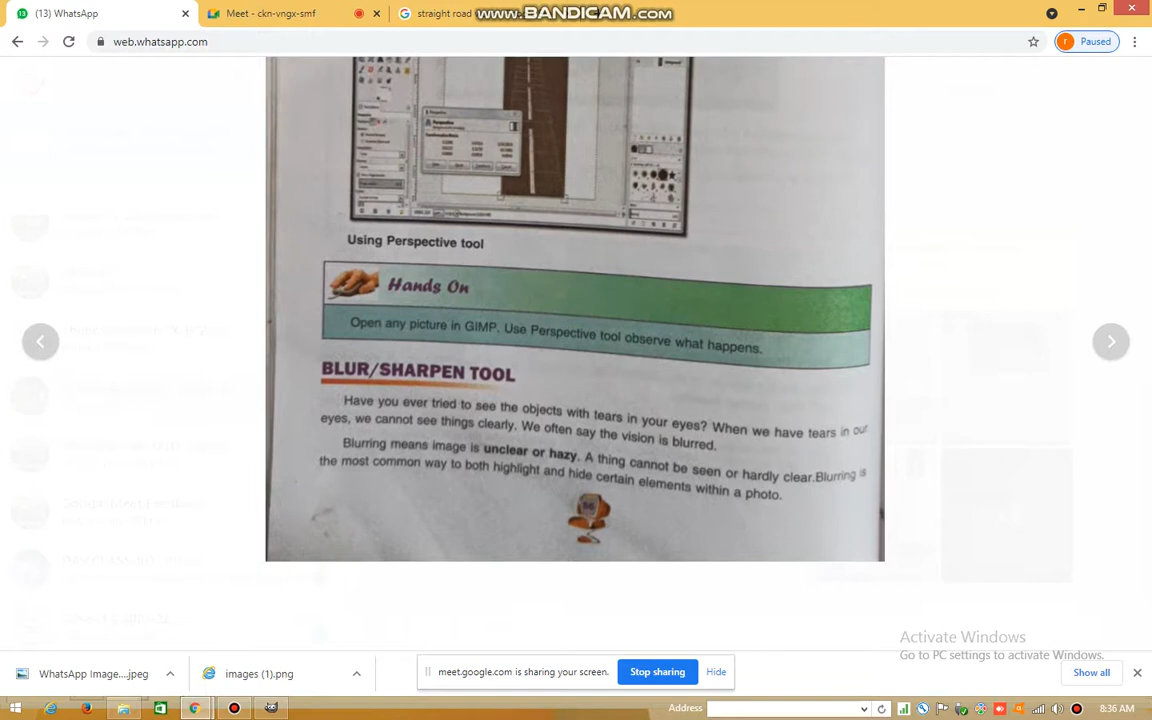 (13) WhatsApp
Meet - ckn-vngx-smf
straight road
www.BANDICAM.com
web.whatsapp.com
Paused
Using Perspective tool
Hands On
Open any picture in GIMP. Use Perspective tool observe what happens.
BLUR/SHARPEN TOOL
Have you ever tried to see the objects with tears in your eyes? When we have tears in our
eyes, we cannot see things clearly. We often say the vision is blurred.
Blurring means image is unclear or hazy. A thing cannot be seen or hardly clear.Blurring is
the most common way to both highlight and hide certain elements within a photo.
Activate Windows
Go to PC settings to activate Windows.
WhatsApp Image....jpeg
images (1).png
meet.google.com is sharing your screen.
Stop sharing
Hide
Show all
Address
8:36 AM